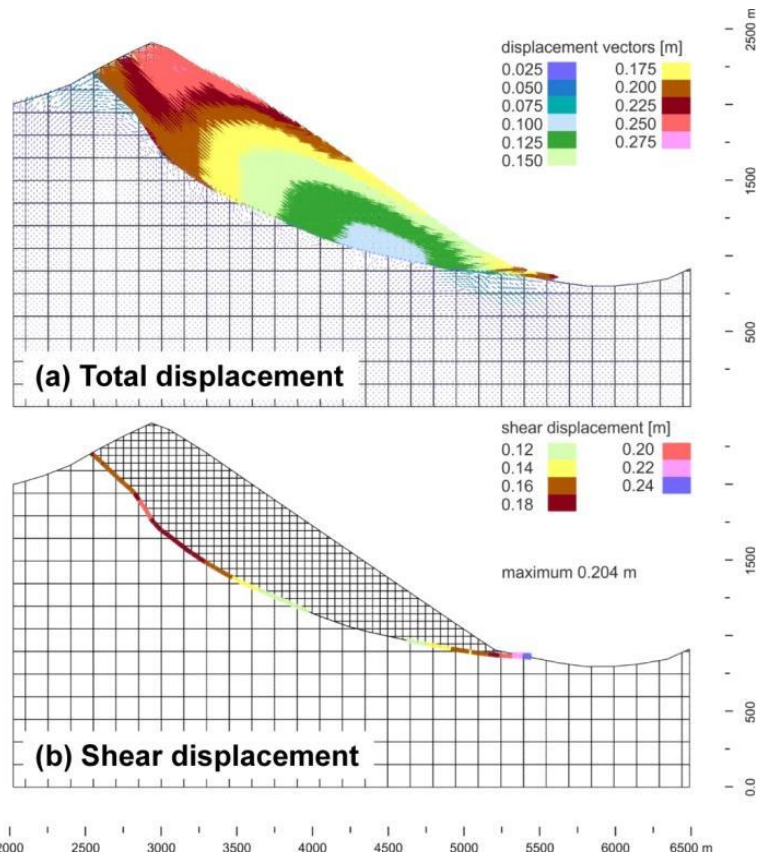 2500 m
displacement vectors [m]
0.025 0.175
0.050 0.200
0.075 0.225
0.100 0.250
0.125 0.275
0.150
1500
500
(a) Total displacement
shear displacement [m]
0.12 0.20
0.14 0.22
0.16 0.24
0.18
1500
maximum 0.204 m
500
(b) Shear displacement
0.0
2000 2500 3000 3500 4000 4500 5000 5500 6000 6500 m